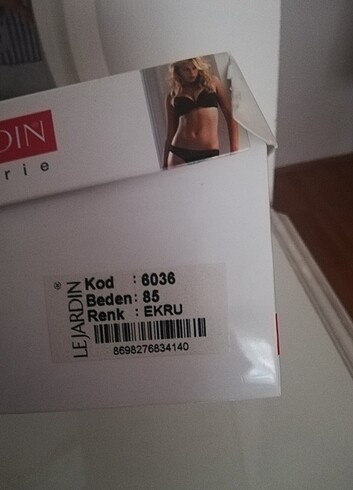 DIN®
rie
LEJARDIN®
Kod : 6036
Beden : 85
Renk : EKRU
8698276834140